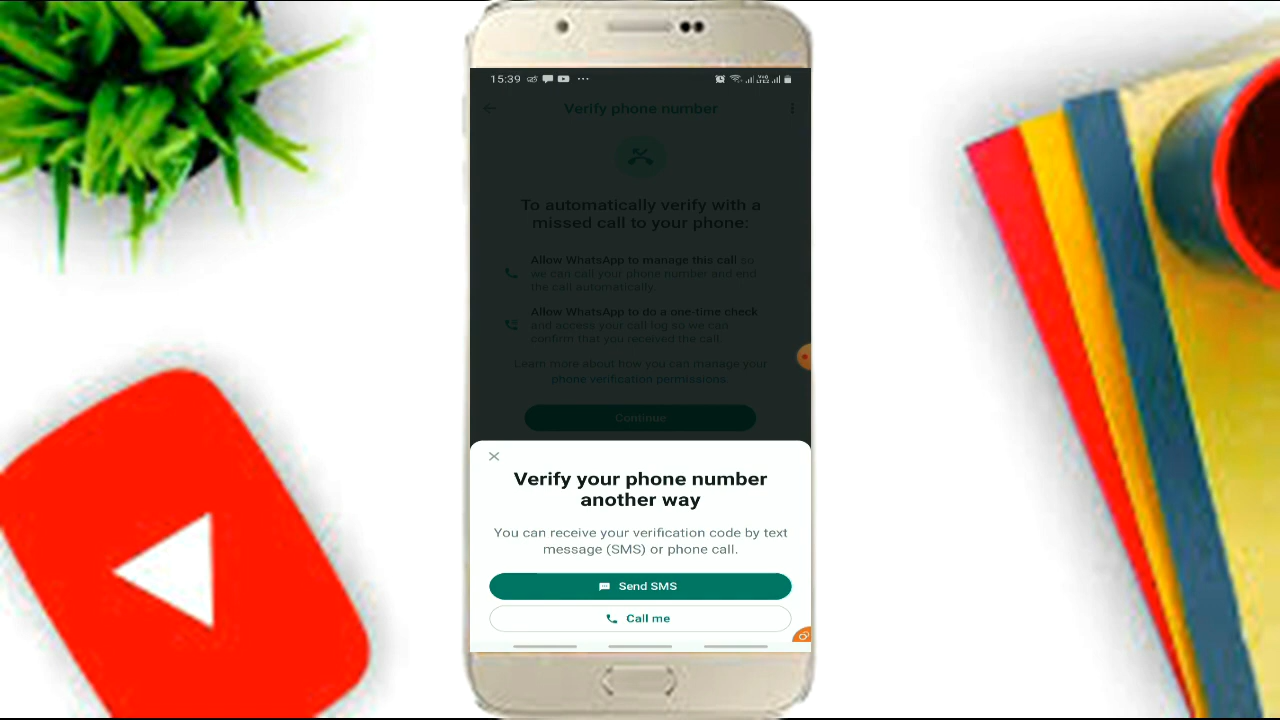 15:39
Verify phone number
To automatically verify with a
missed call to your phone:
Allow WhatsApp to manage this call so
we can call your phone number and end
the call automatically.
Allow WhatsApp to do a one-time check
and access your call log so we can
confirm that you received the call.
Learn more about how you can manage your
phone verification permissions.
Continue
Verify your phone number
another way
You can receive your verification code by text
message (SMS) or phone call.
Send SMS
Call me